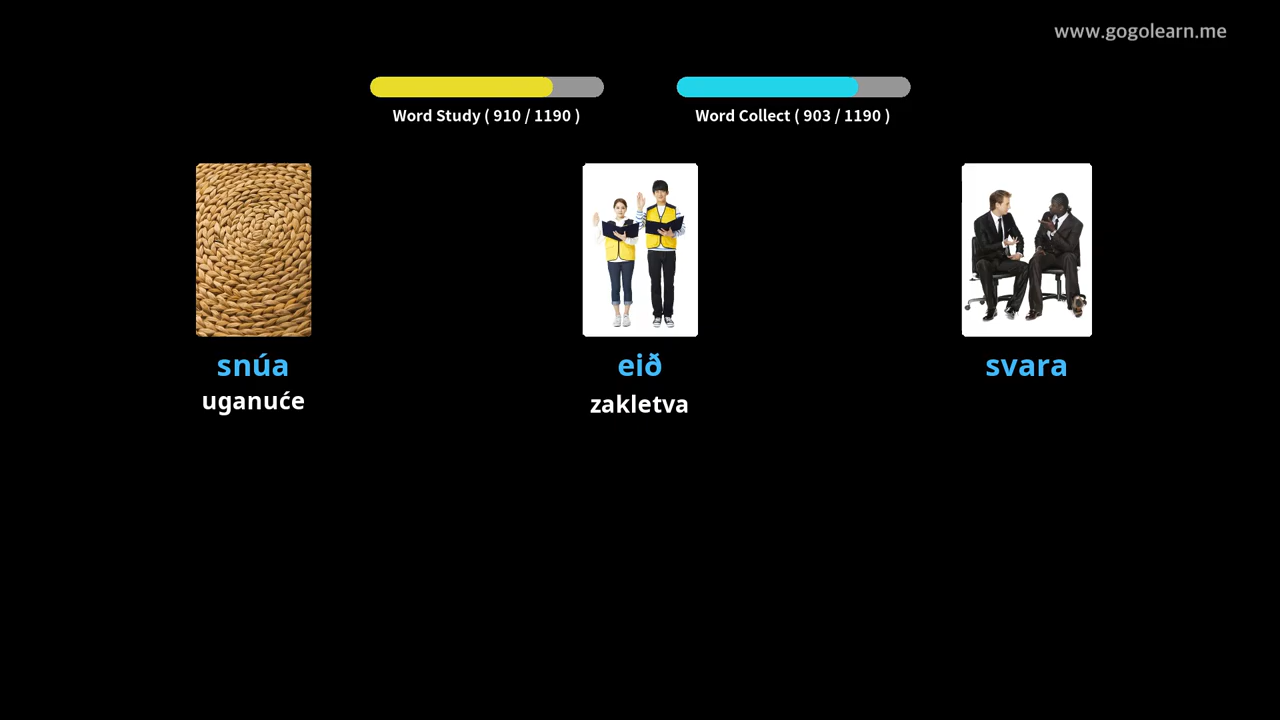 www.gogolearn.me
Word Study ( 910 / 1190 )
Word Collect ( 903 / 1190 )
snúa
eið
svara
uganuće
zakletva